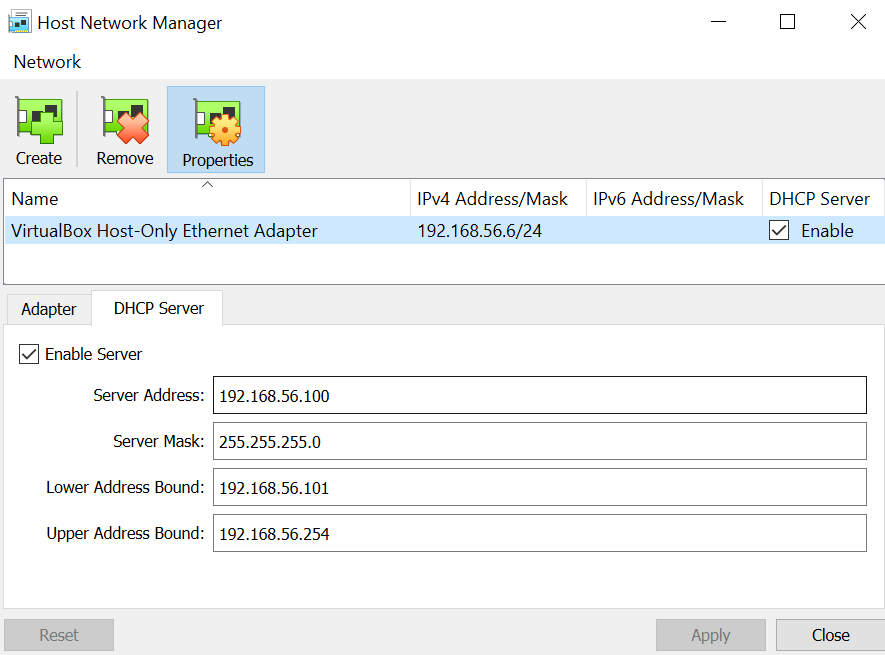 Host Network Manager
Network
Create Remove Properties
Name IPv4 Address/Mask IPv6 Address/Mask DHCP Server
VirtualBox Host-Only Ethernet Adapter 192.168.56.6/24 Enable
Adapter DHCP Server
Enable Server
Server Address: 192.168.56.100
Server Mask: 255.255.255.0
Lower Address Bound: 192.168.56.101
Upper Address Bound: 192.168.56.254
Reset Apply Close